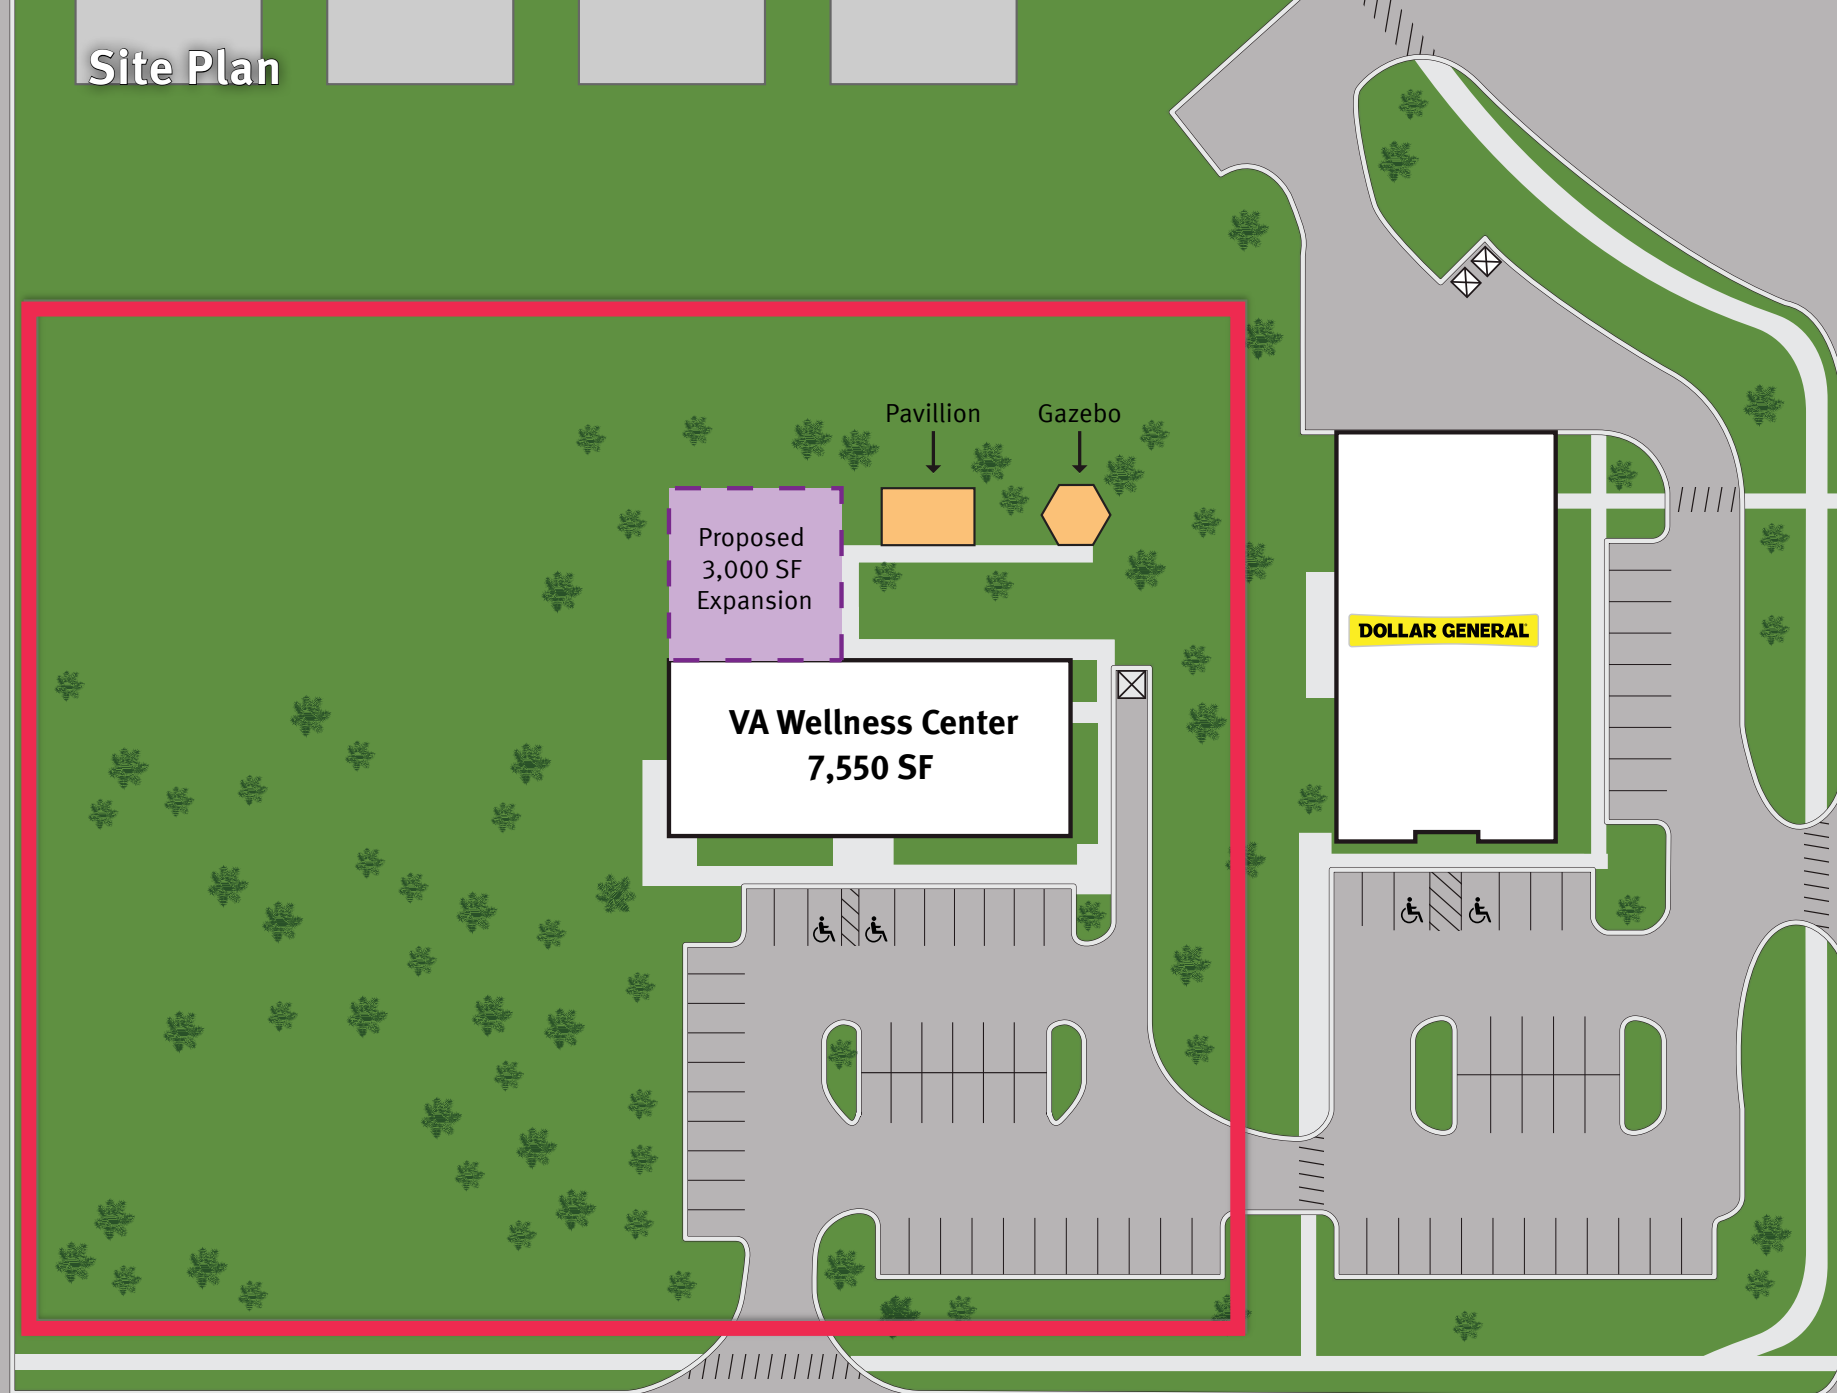 Site Plan
Pavillion
Gazebo
Proposed
3,000 SF
Expansion
DOLLAR GENERAL
VA Wellness Center
7,550 SF